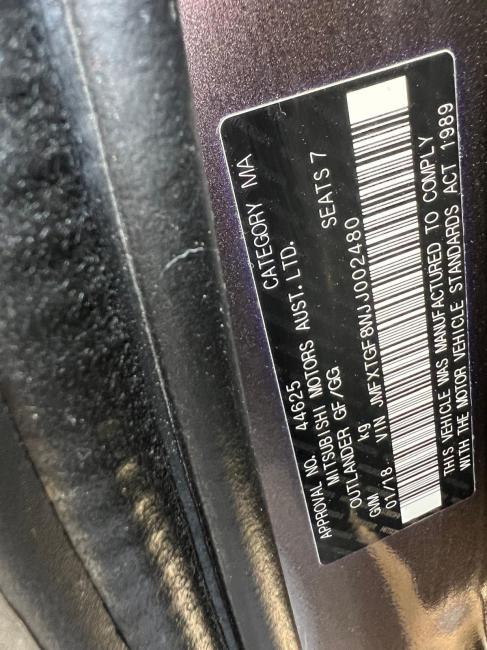 APPROVAL NO. 44625 CATEGORY MA
MITSUBISHI MOTORS AUST. LTD.
OUTLANDER GF/GG SEATS 7
GVM kg
01/18 VIN JMFXTGF8WJJ002480
THIS VEHICLE WAS MANUFACTURED TO COMPLY
WITH THE MOTOR VEHICLE STANDARDS ACT 1989